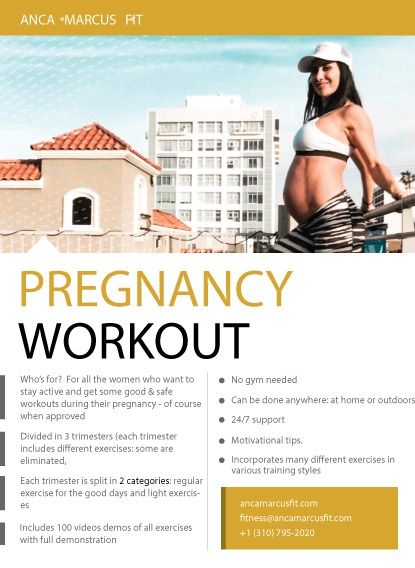 ANCA MARCUS FIT
PREGNANCY
WORKOUT
Who's for? For all the women who want to
stay active and get some good & safe
workouts during their pregnancy - of course
when approved
Divided in 3 trimesters (each trimester
includes different exercises: some are
eliminated,
Each trimester is split in 2 categories: regular
exercise for the good days and light exercis-
es
Includes 100 videos demos of all exercises
with full demonstration
No gym needed
Can be done anywhere: at home or outdoors
24/7 support
Motivational tips.
Incorporates many different exercises in
various training styles
ancamarcusfit.com
fitness@ancamarcusfit.com
+1 (310) 795-2020